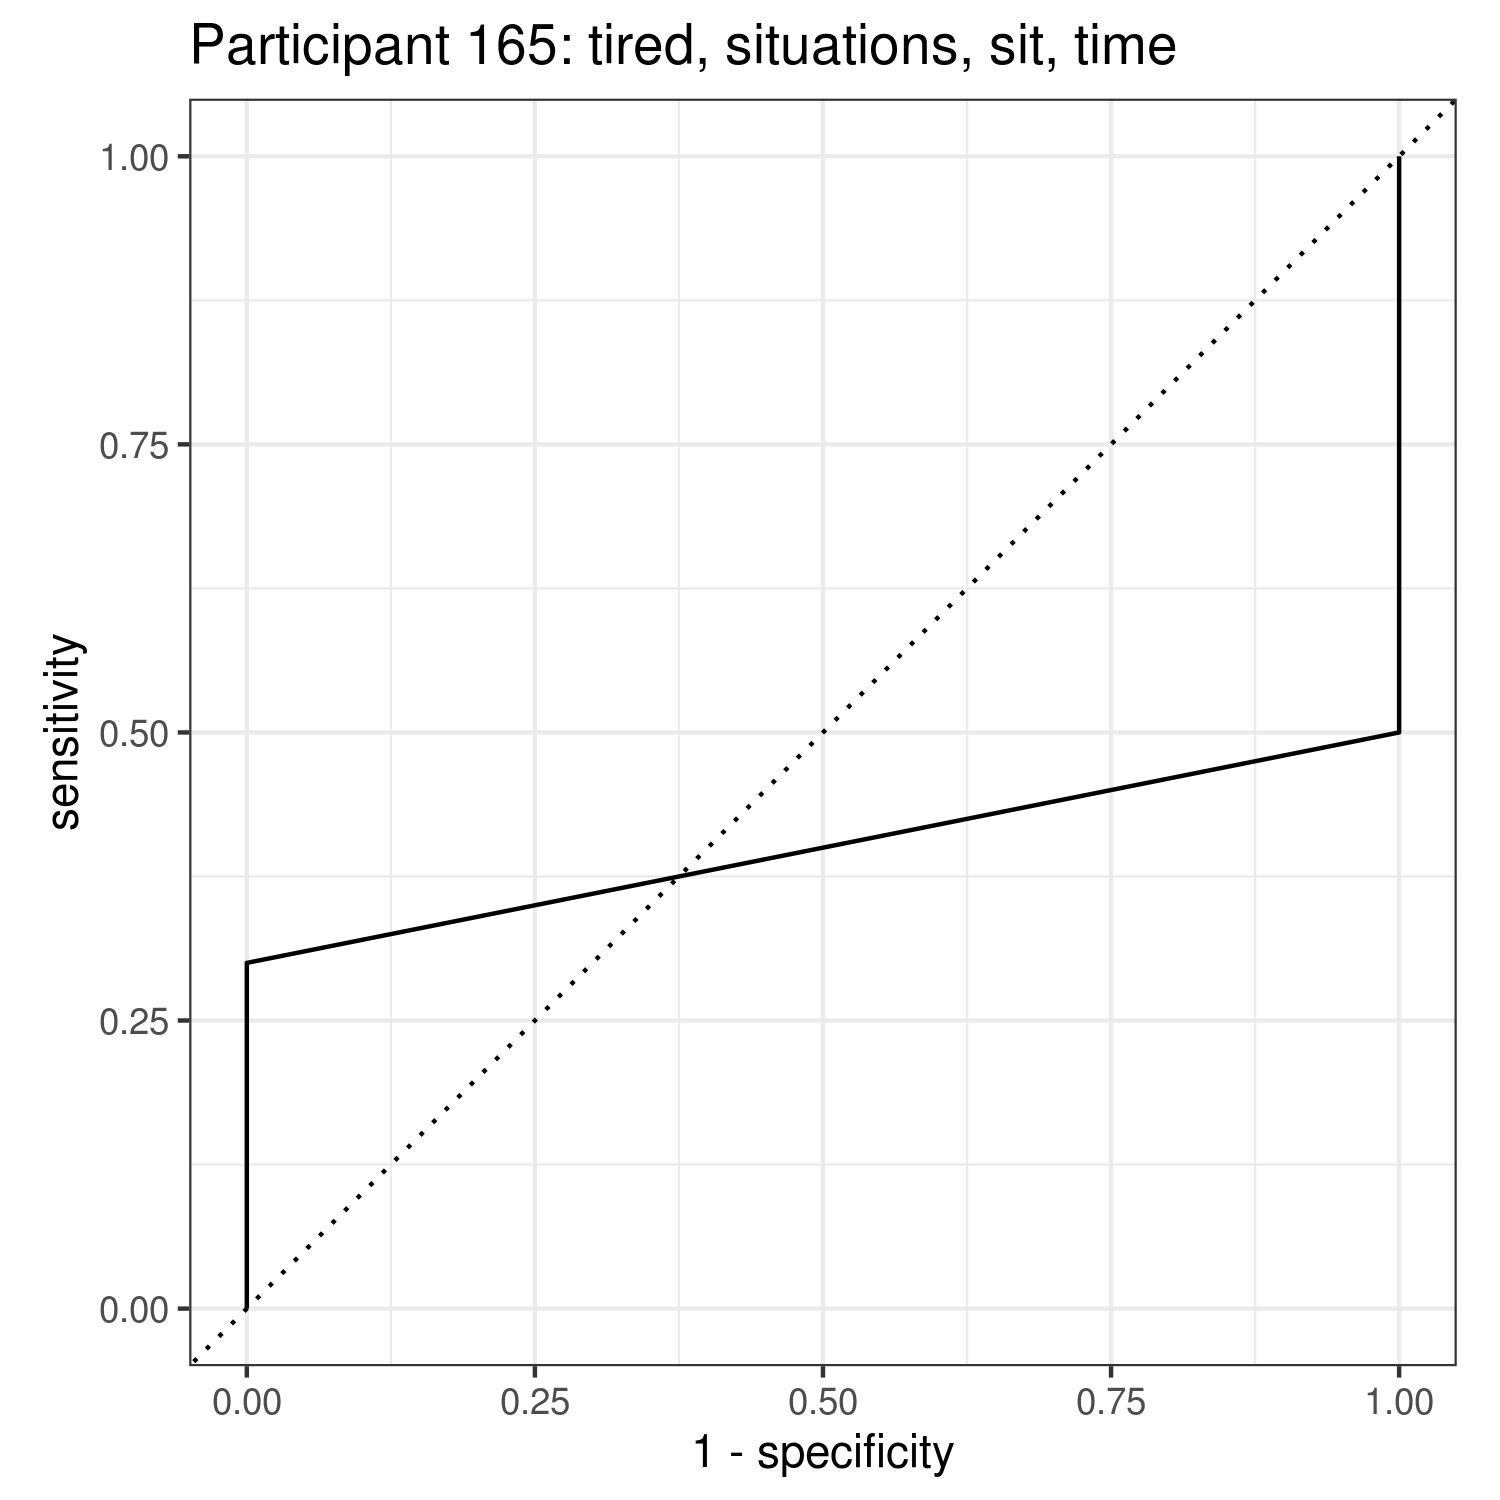 Participant 165: tired, situations, sit, time
1.00
0.75
0.50
0.25
0.00
sensitivity
0.00 0.25 0.50 0.75 1.00
1 - specificity